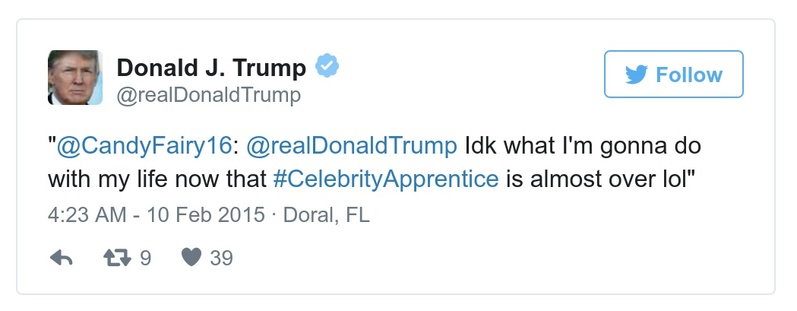 Donald J. Trump
@realDonaldTrump
Follow
"@CandyFairy16: @realDonaldTrump Idk what I'm gonna do
with my life now that #CelebrityApprentice is almost over lol"
4:23 AM - 10 Feb 2015 · Doral, FL
9 39